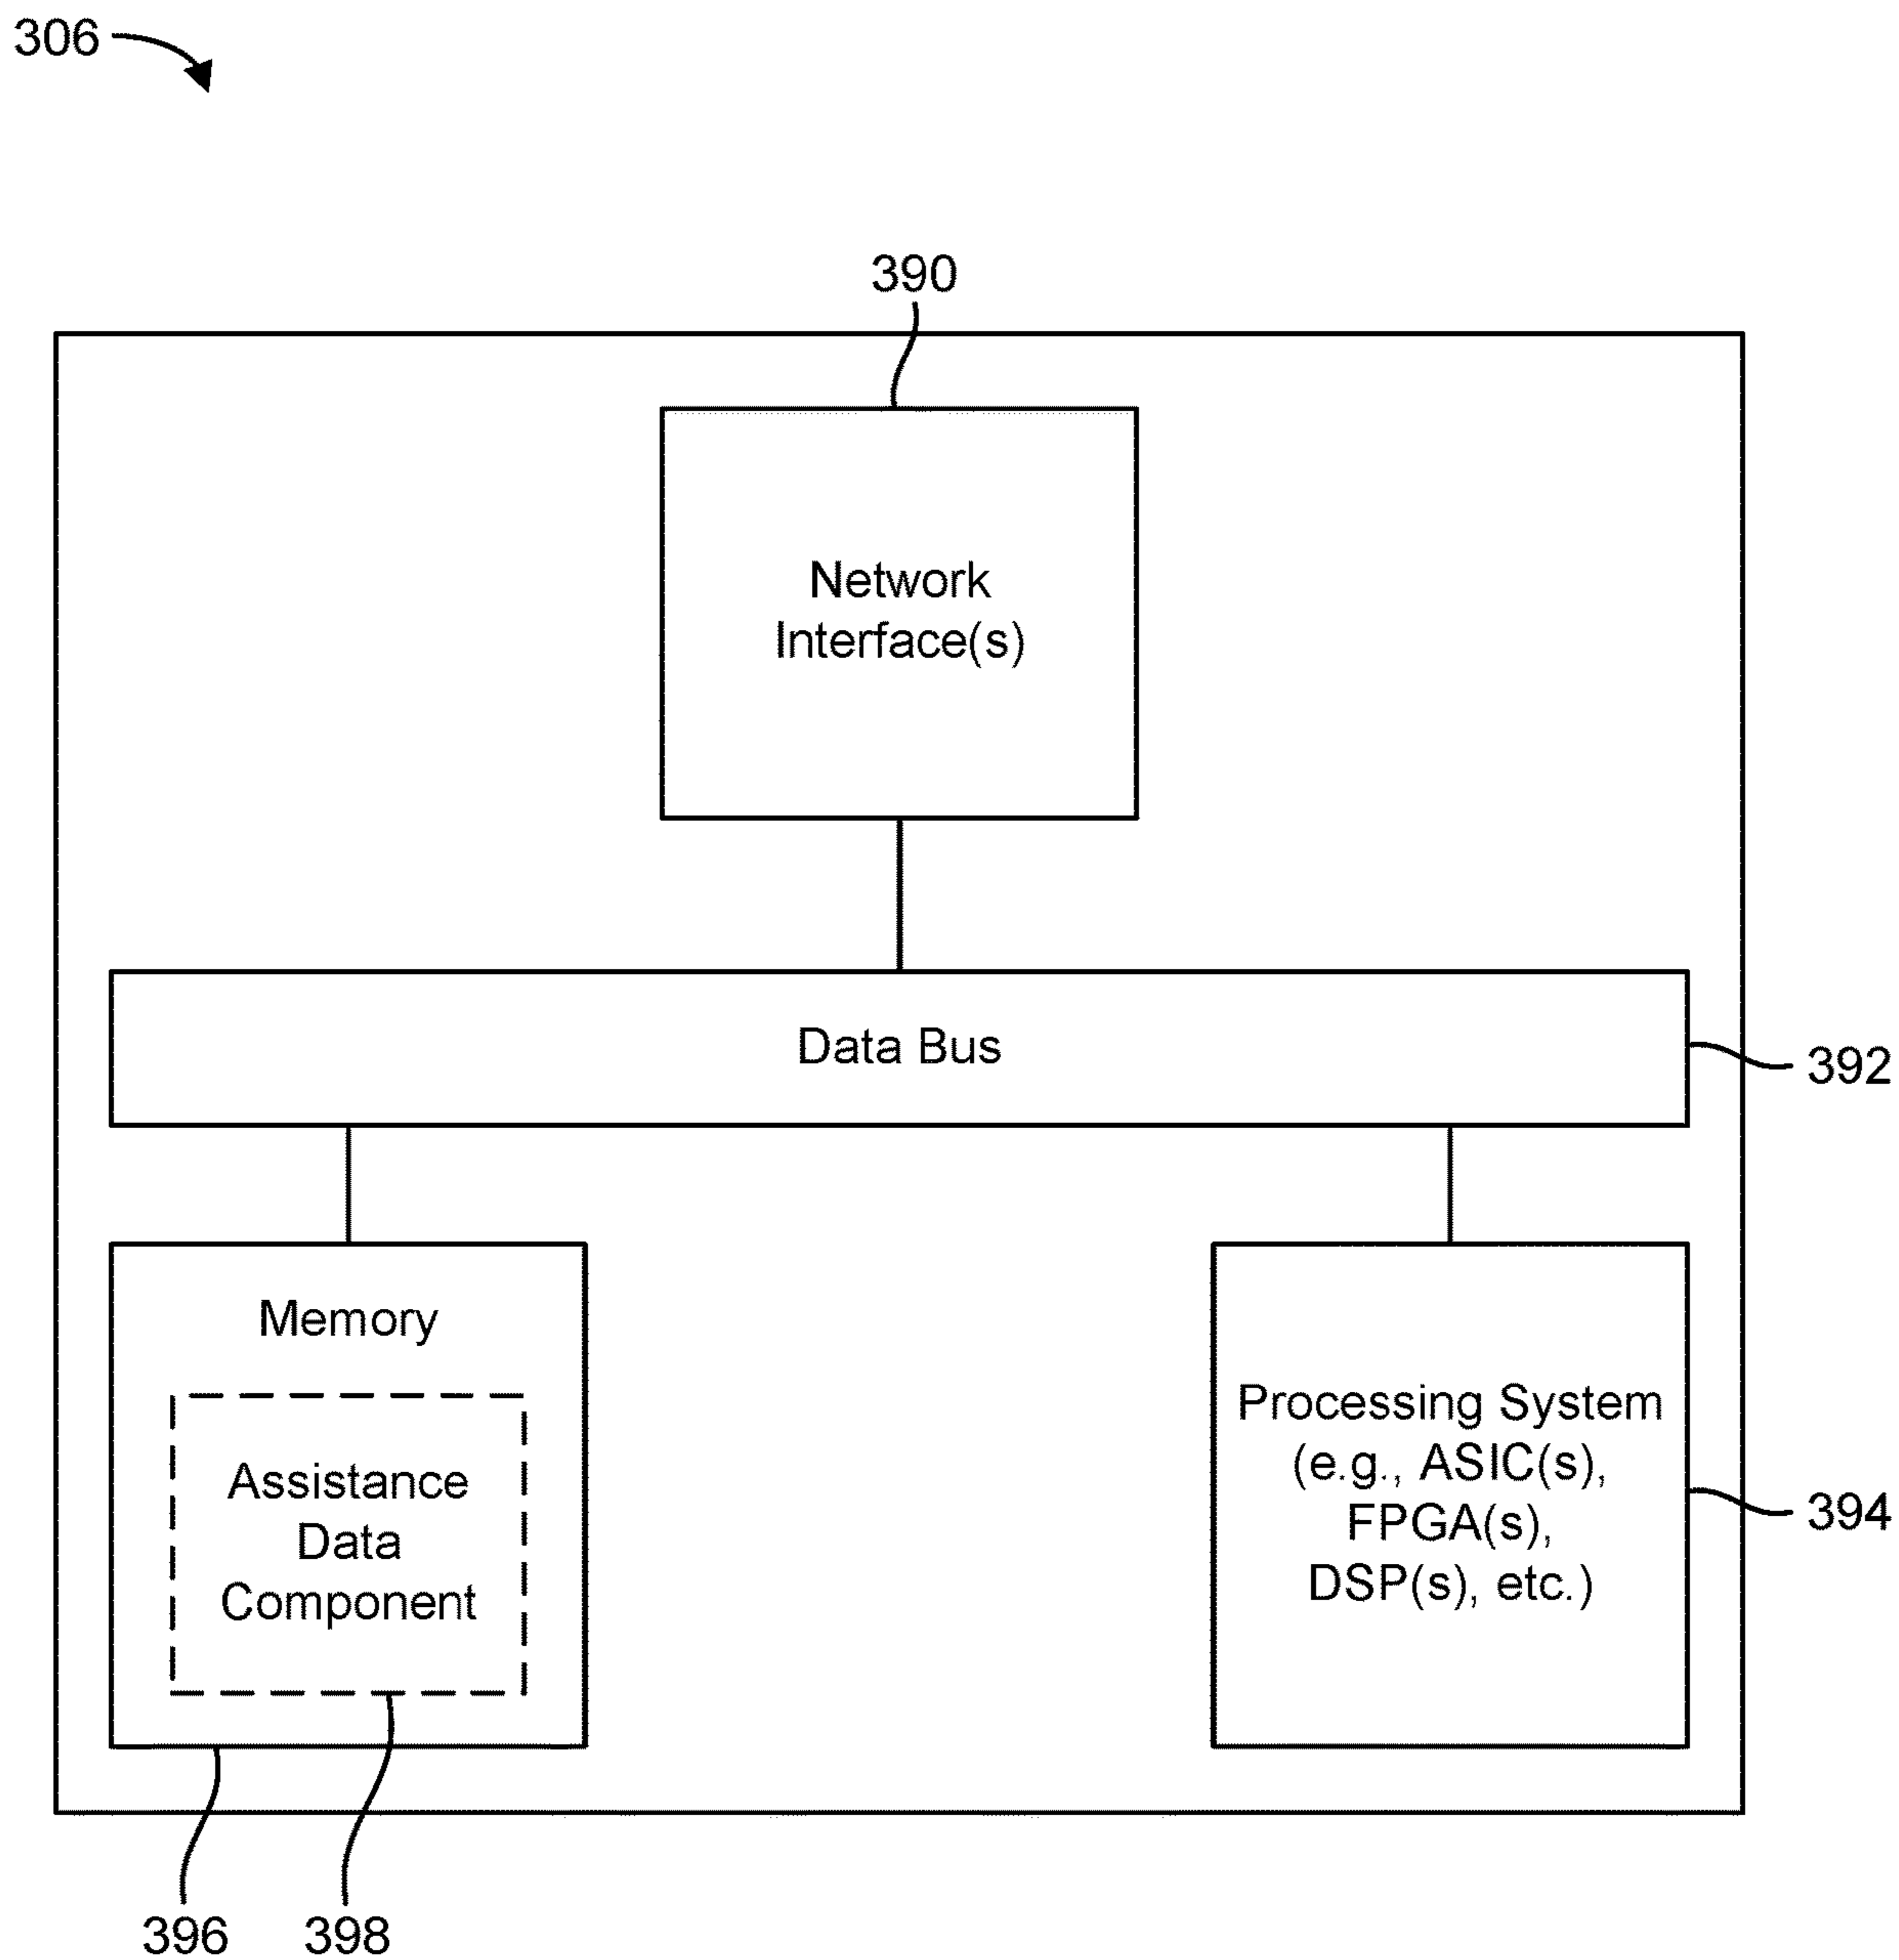 306
390
Network
Interface(s)
Data Bus
392
Memory
Assistance
Data
Component
Processing System
(e.g., ASIC(s),
FPGA(s),
DSP(s), etc.)
394
396
398